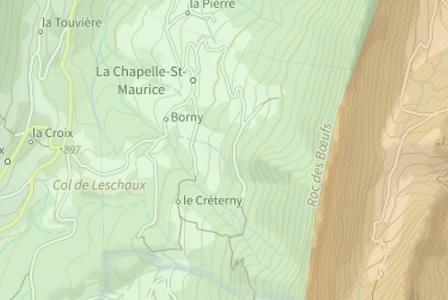 la Pierre
la Touvière
La Chapelle-St-
Maurice
Borny
la Croix
897
Col de Leschaux
le Créterny
Roc des Bœufs